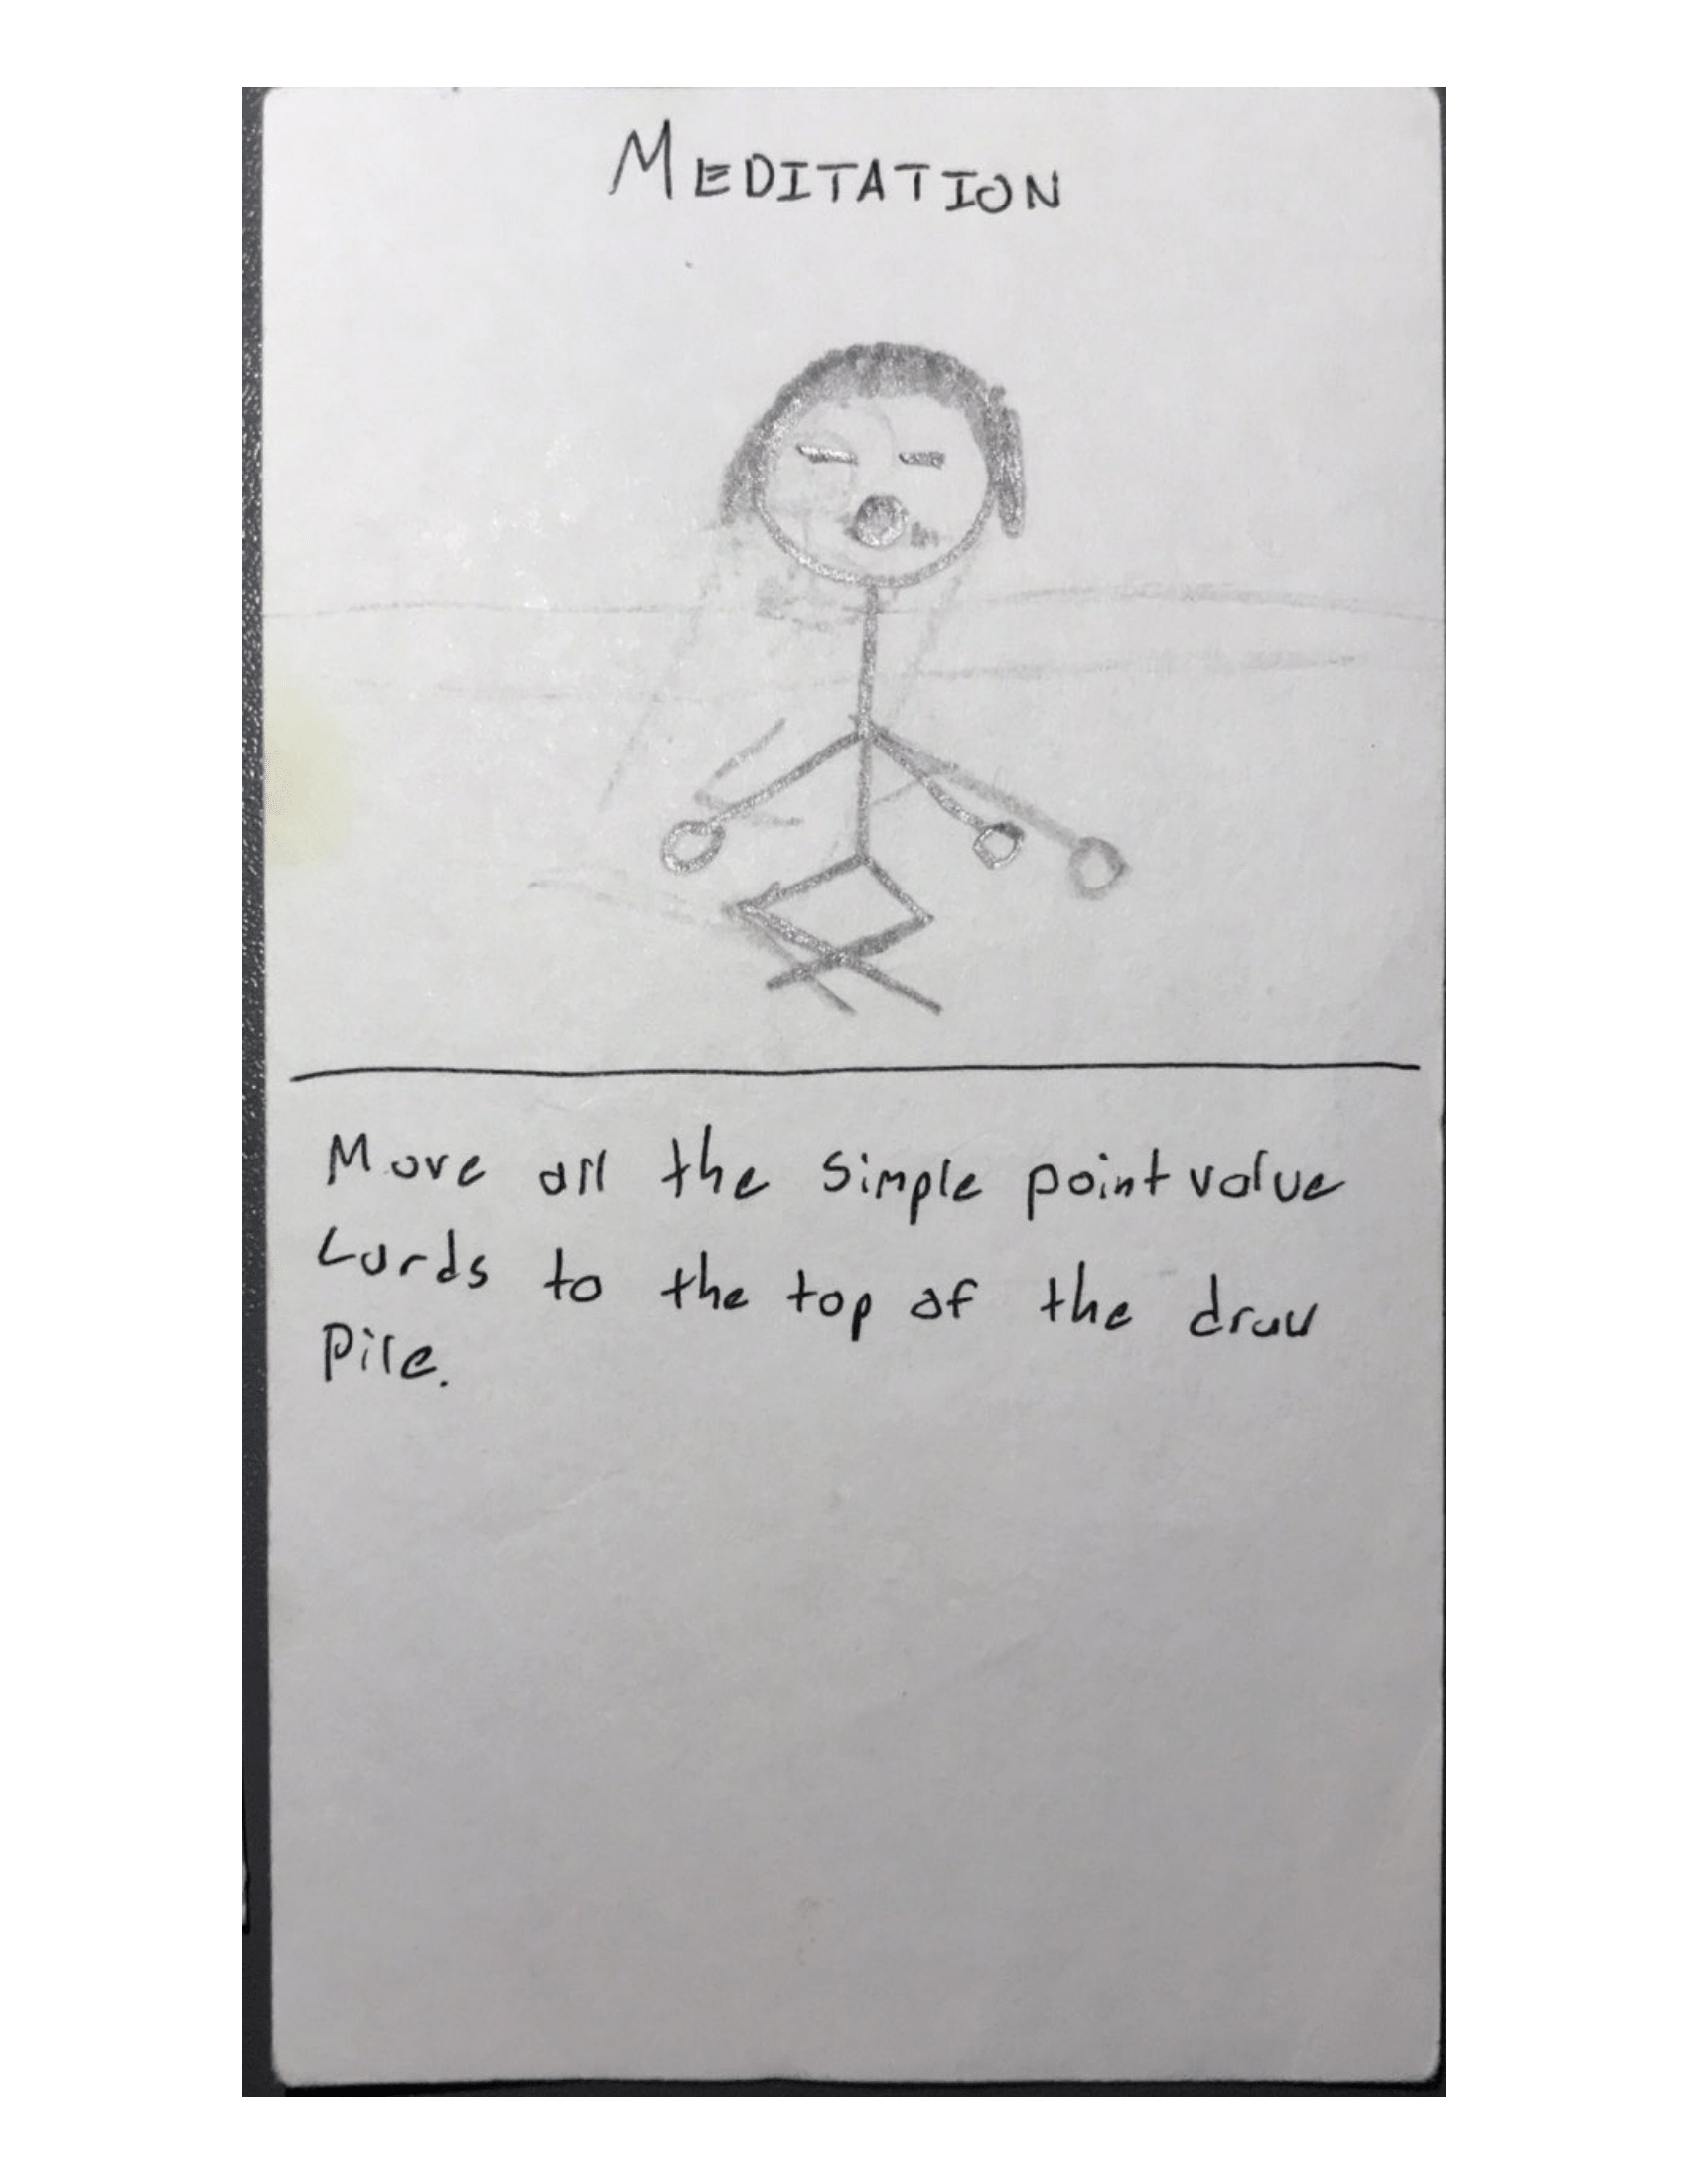 MEDITATION
Move all the simple point value
Cards to the top of the draw
Pile.